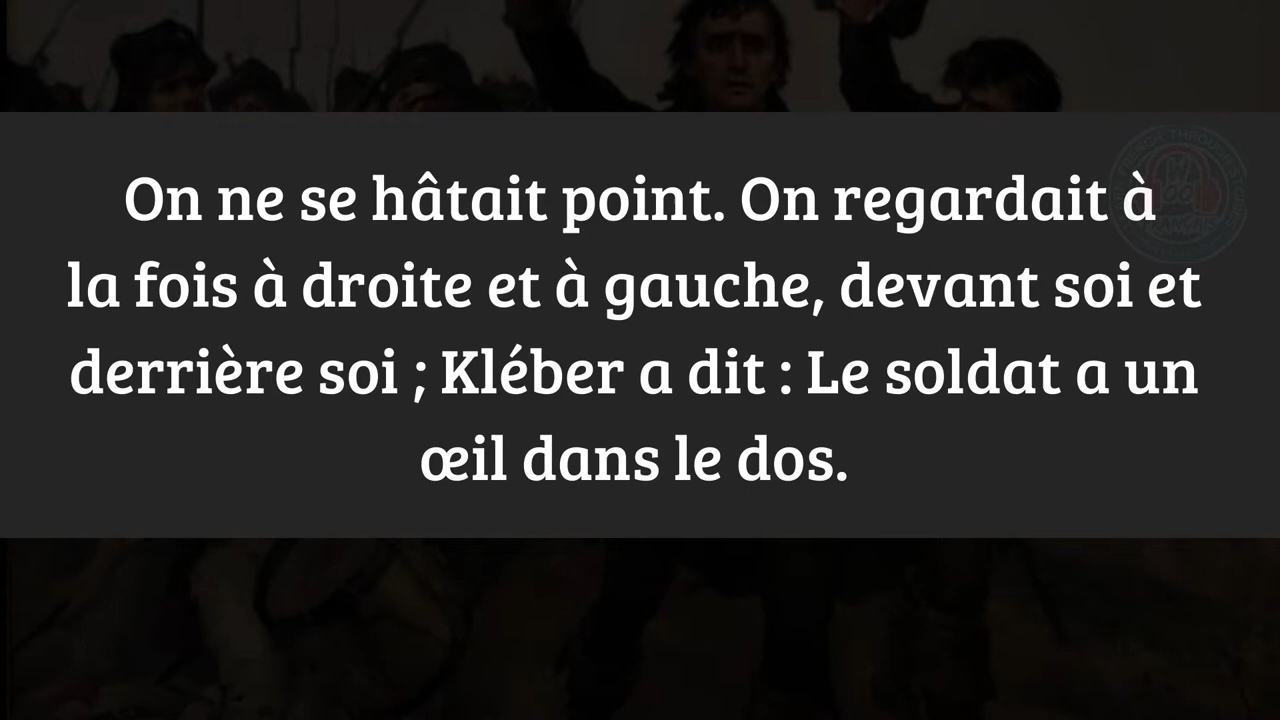 On ne se hâtait point. On regardait à
la fois à droite et à gauche, devant soi et
derrière soi ; Kléber a dit : Le soldat a un
œil dans le dos.